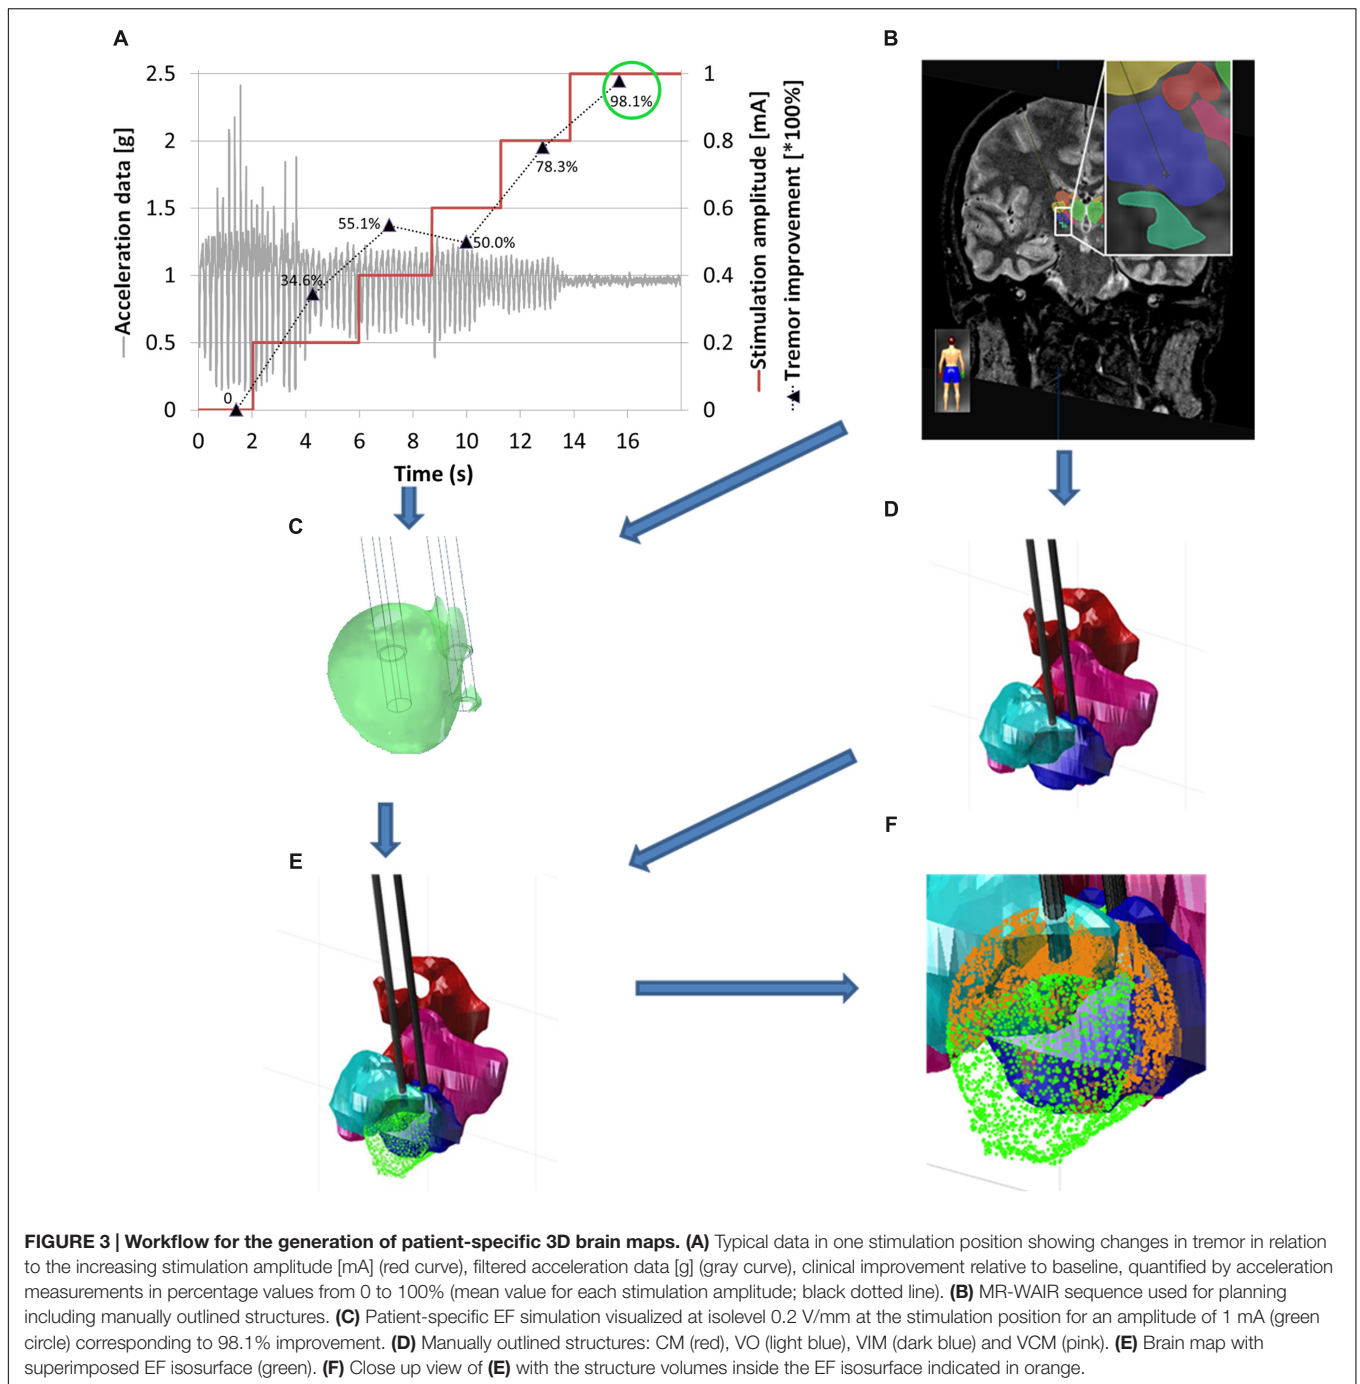 A
B
2.5
2
1.5
1
0.5
0
Acceleration data [g]
0
34.6%
55.1%
50.0%
78.3%
98.1%
1
0.8
0.6
0.4
0.2
0
Stimulation amplitude [mA]
Tremor improvement [*100%]
0 2 4 6 8 10 12 14 16
Time (s)
C
D
E
F
FIGURE 3 | Workflow for the generation of patient-specific 3D brain maps. (A) Typical data in one stimulation position showing changes in tremor in relation
to the increasing stimulation amplitude [mA] (red curve), filtered acceleration data [g] (gray curve), clinical improvement relative to baseline, quantified by acceleration
measurements in percentage values from 0 to 100% (mean value for each stimulation amplitude; black dotted line). (B) MR-WAIR sequence used for planning
including manually outlined structures. (C) Patient-specific EF simulation visualized at isolevel 0.2 V/mm at the stimulation position for an amplitude of 1 mA (green
circle) corresponding to 98.1% improvement. (D) Manually outlined structures: CM (red), VO (light blue), VIM (dark blue) and VCM (pink). (E) Brain map with
superimposed EF isosurface (green). (F) Close up view of (E) with the structure volumes inside the EF isosurface indicated in orange.